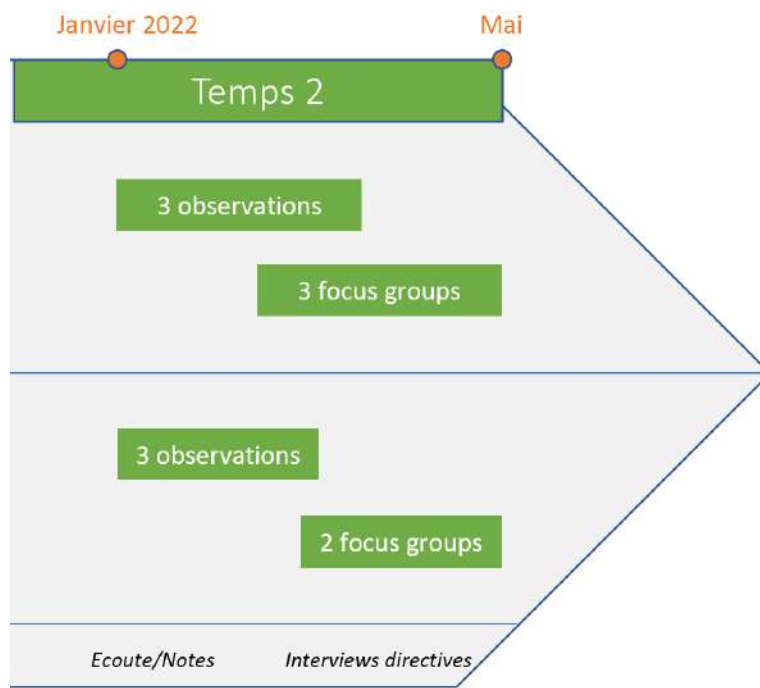 Janvier 2022
Mai
Temps 2
3 observations
3 focus groups
3 observations
2 focus groups
Ecoute/Notes
Interviews directives